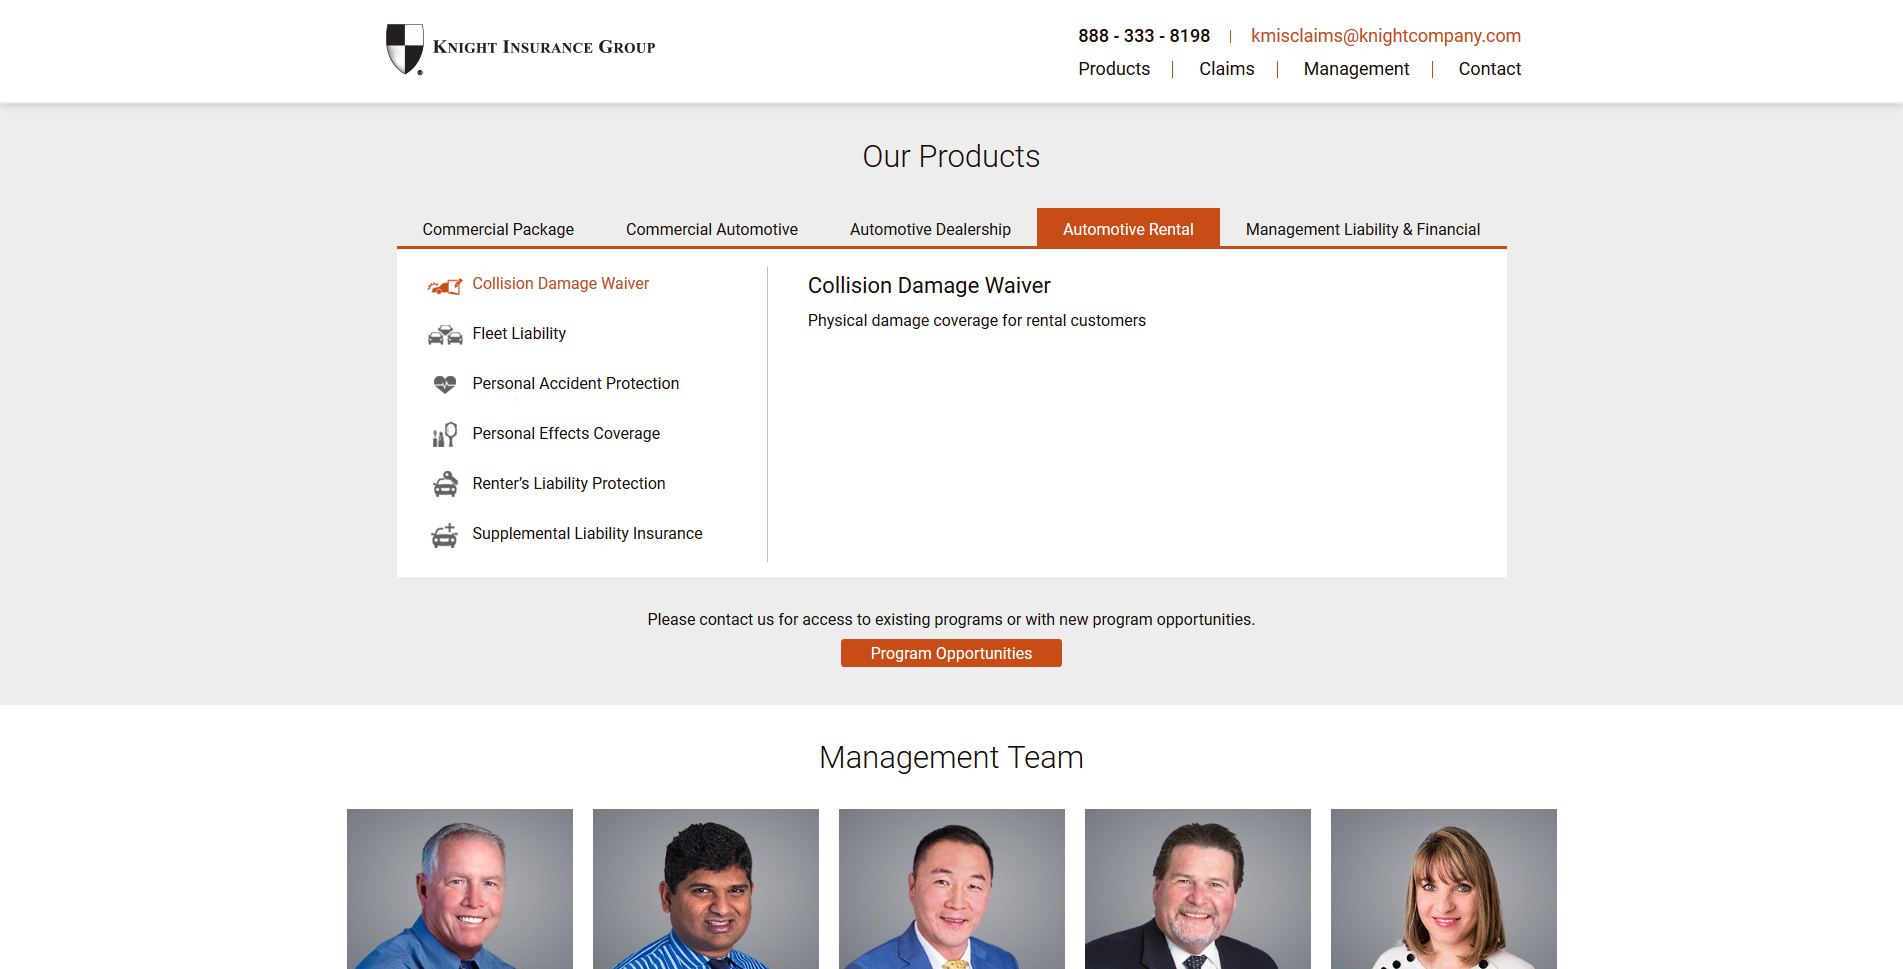 KNIGHT INSURANCE GROUP
®
888 - 333 - 8198 | kmisclaims@knightcompany.com
Products | Claims | Management | Contact
Our Products
Commercial Package
Commercial Automotive
Automotive Dealership
Automotive Rental
Management Liability & Financial
Collision Damage Waiver
Fleet Liability
Personal Accident Protection
Personal Effects Coverage
Renter’s Liability Protection
Supplemental Liability Insurance
Collision Damage Waiver
Physical damage coverage for rental customers
Please contact us for access to existing programs or with new program opportunities.
Program Opportunities
Management Team